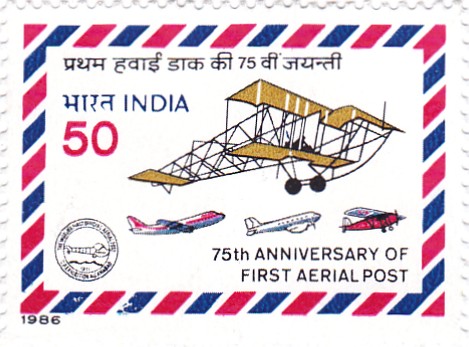 प्रथम हवाई डाक की 75 वीं जयन्ती
भारत INDIA
50
75th ANNIVERSARY OF
FIRST AERIAL POST
1986